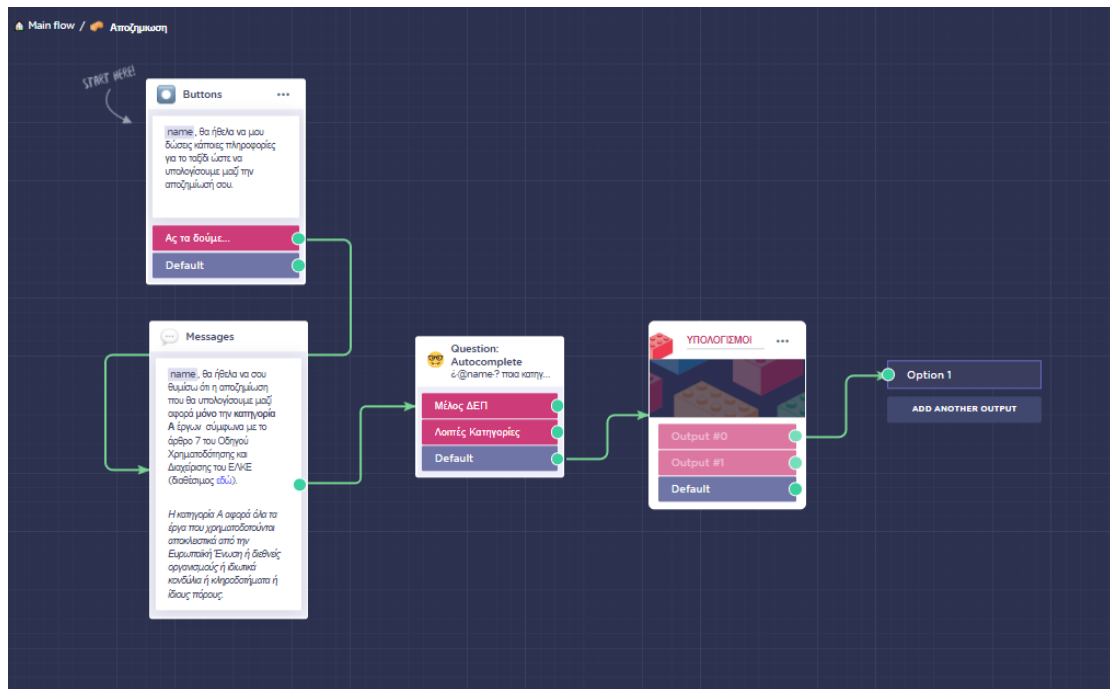 Main flow / Αποζημιωση
START HERE!
Buttons
name, θα ήθελα να μου
δώσεις κάποιες πληροφορίες
για το ταξίδι ώστε να
υπολογίσουμε μαζί την
αποζημίωσή σου.
Ας τα δούμε...
Default
Messages
name, θα ήθελα να σου
θυμίσω ότι η αποζημίωση
που θα υπολογίσουμε μαζί
αφορά μόνο την κατηγορία
Α έργων σύμφωνα με το
άρθρο 7 του Οδηγού
Χρηματοδότησης και
Διαχείρισης του ΕΛΚΕ
(διαθέσιμος εδώ).
Η κατηγορία Α αφορά όλα τα
έργα που χρηματοδοτούνται
αποκλειστικά από την
Ευρωπαϊκή Ένωση ή διεθνείς
οργανισμούς ή ιδιωτικά
κονδύλια ή κληροδοτήματα ή
ίδιους πόρους.
Question:
Autocomplete
¿·@name·? ποια κατηγ...
Μέλος ΔΕΠ
Λοιπές Κατηγορίες
Default
ΥΠΟΛΟΓΙΣΜΟΙ
Output #0
Output #1
Default
Option 1
ADD ANOTHER OUTPUT